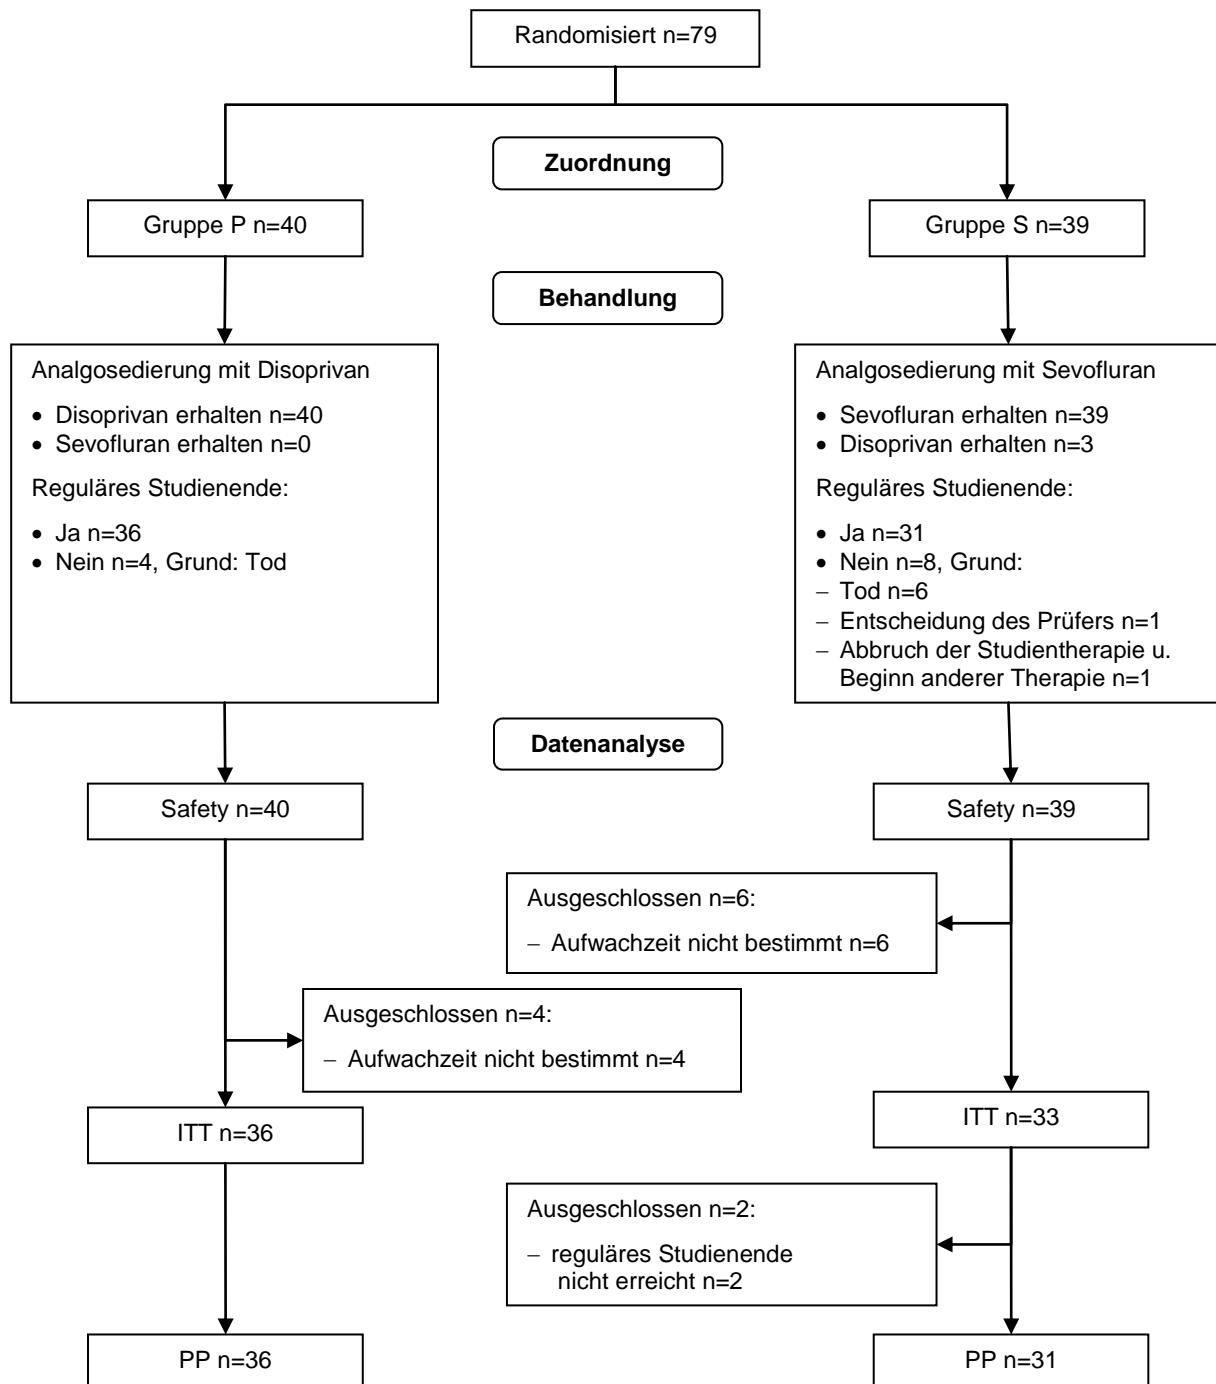 Randomisiert n=79
Zuordnung
Gruppe P n=40
Gruppe S n=39
Behandlung
Analgosedierung mit Disoprivan
• Disoprivan erhalten n=40
• Sevofluran erhalten n=0
Reguläres Studienende:
• Ja n=36
• Nein n=4, Grund: Tod
Analgosedierung mit Sevofluran
• Sevofluran erhalten n=39
• Disoprivan erhalten n=3
Reguläres Studienende:
• Ja n=31
• Nein n=8, Grund:
– Tod n=6
– Entscheidung des Prüfers n=1
– Abbruch der Studientherapie u.
Beginn anderer Therapie n=1
Datenanalyse
Safety n=40
Safety n=39
Ausgeschlossen n=6:
– Aufwachzeit nicht bestimmt n=6
Ausgeschlossen n=4:
– Aufwachzeit nicht bestimmt n=4
ITT n=36
ITT n=33
Ausgeschlossen n=2:
– reguläres Studienende
nicht erreicht n=2
PP n=36
PP n=31